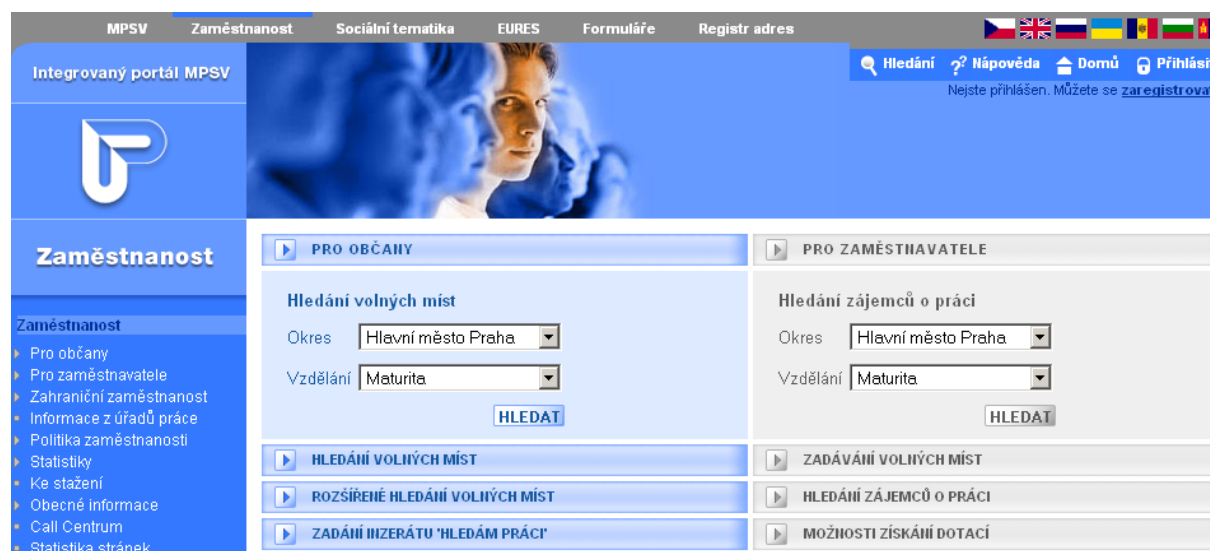 MPSV Zaměstnanost Sociální tematika EURES Formuláře Registr adres
Integrovaný portál MPSV
Hledání Nápověda Domů Přihlásit
Nejste přihlášen. Můžete se zaregistrovat
Zaměstnanost
PRO OBČANY
Hledání volných míst
Okres Hlavní město Praha
Vzdělání Maturita
HLEDAT
HLEDÁNÍ VOLNÝCH MÍST
ROZŠÍŘENÉ HLEDÁNÍ VOLNÝCH MÍST
ZADÁNÍ INZERÁTU 'HLEDÁM PRÁCI'
PRO ZAMĚSTNAVATELE
Hledání zájemců o práci
Okres Hlavní město Praha
Vzdělání Maturita
HLEDAT
ZADÁVÁNÍ VOLNÝCH MÍST
HLEDÁNÍ ZÁJEMCŮ O PRÁCI
MOŽNOSTI ZÍSKÁNÍ DOTACÍ
Zaměstnanost
Pro občany
Pro zaměstnavatele
Zahraniční zaměstnanost
Informace z úřadů práce
Politika zaměstnanosti
Statistiky
Ke stažení
Obecné informace
Call Centrum
Statistika stránek